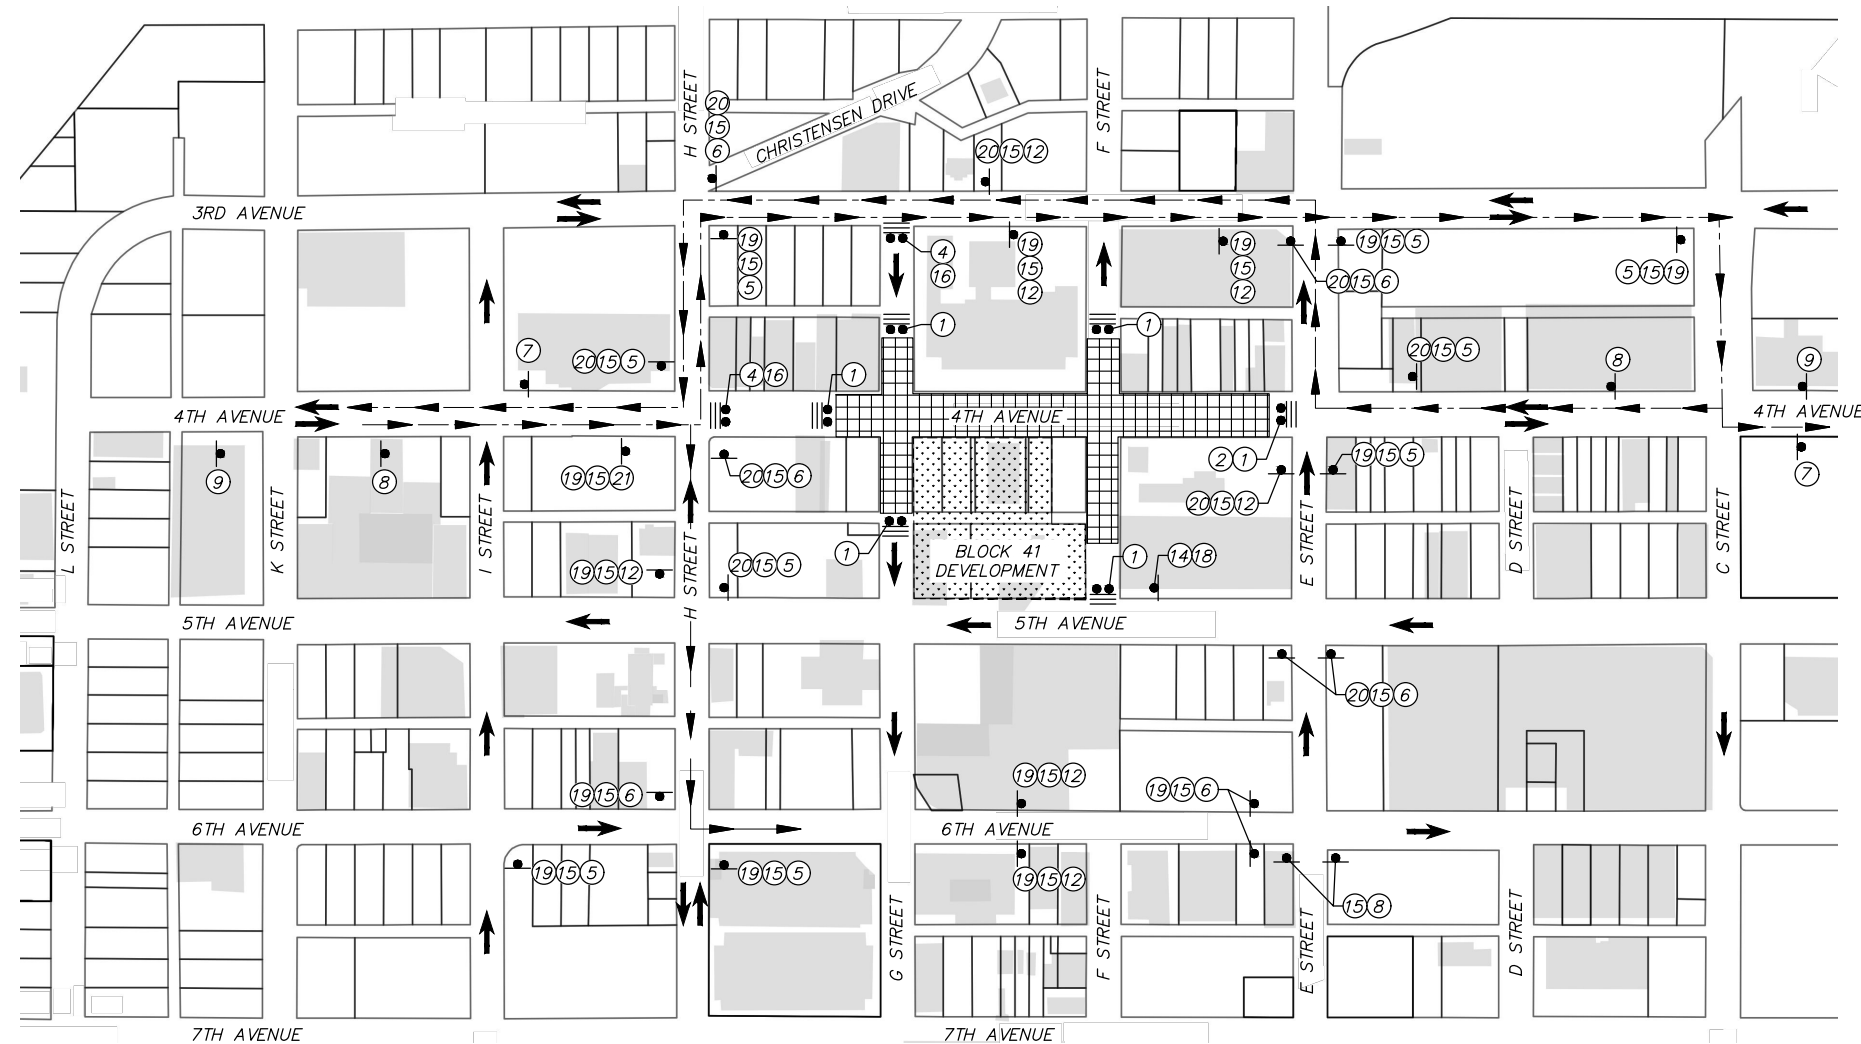 H STREET
20
15
6
CHRISTENSEN DRIVE
F STREET
20 15 12
3RD AVENUE
19
15
5
4
16
19
15
12
19
15
12
19 15 5
20 15 6
5 15 19
1
1
7
20 15 5
4 16
1
20 15 5
8
9
4TH AVENUE
4TH AVENUE
4TH AVENUE
9
8
19 15 21
20 15 6
2 1
20 15 12
19 15 5
7
L STREET
K STREET
I STREET
H STREET
E STREET
D STREET
C STREET
19 15 12
20 15 5
1
BLOCK 41
DEVELOPMENT
1
14 18
5TH AVENUE
5TH AVENUE
20 15 6
19 15 6
19 15 12
19 15 6
6TH AVENUE
6TH AVENUE
19 15 5
19 15 5
19 15 12
15 8
G STREET
F STREET
E STREET
D STREET
7TH AVENUE
7TH AVENUE